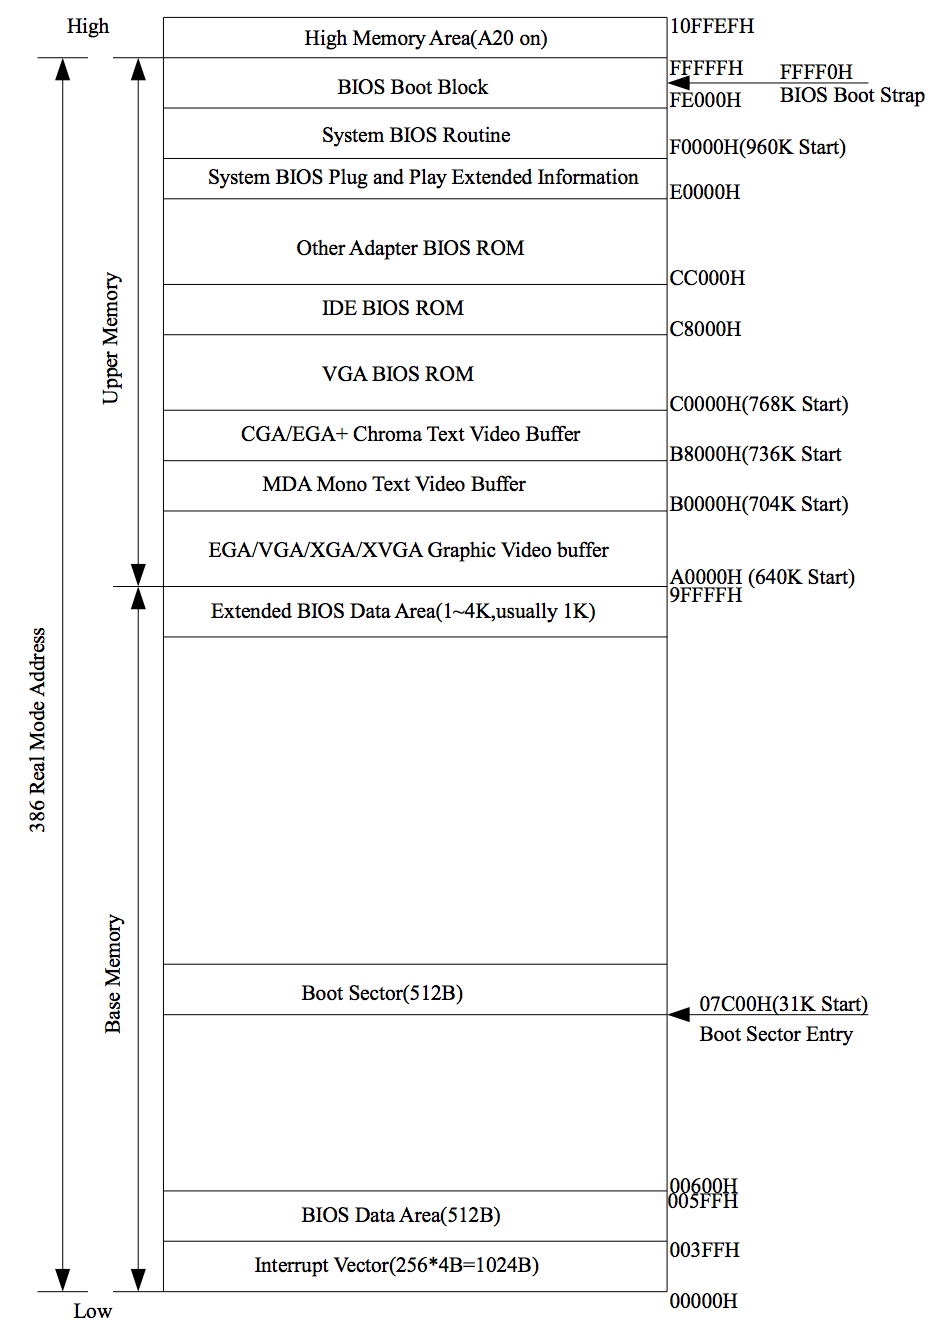 High
10FFEFH
High Memory Area(A20 on)
FFFFFH
FFFF0H
BIOS Boot Block
BIOS Boot Strap
FE000H
System BIOS Routine
F0000H(960K Start)
System BIOS Plug and Play Extended Information
E0000H
Other Adapter BIOS ROM
CC000H
IDE BIOS ROM
C8000H
Upper Memory
VGA BIOS ROM
C0000H(768K Start)
CGA/EGA+ Chroma Text Video Buffer
B8000H(736K Start
MDA Mono Text Video Buffer
B0000H(704K Start)
EGA/VGA/XGA/XVGA Graphic Video buffer
A0000H (640K Start)
9FFFFH
Extended BIOS Data Area(1~4K,usually 1K)
386 Real Mode Address
Base Memory
Boot Sector(512B)
07C00H(31K Start)
Boot Sector Entry
00600H
005FFH
BIOS Data Area(512B)
003FFH
Interrupt Vector(256*4B=1024B)
00000H
Low